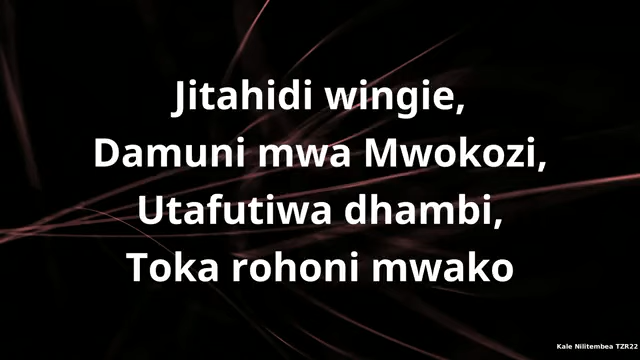 Jitahidi wingie,
Damuni mwa Mwokozi,
Utafutiwa dhambi,
Toka rohoni mwako
Kale Nilitembea TZR22